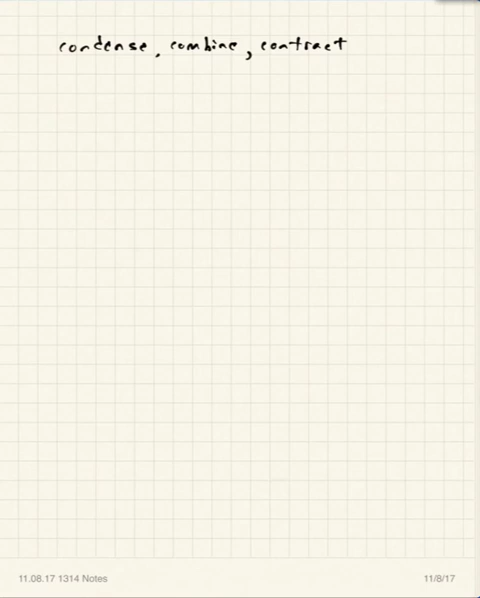 condense, combine, contract
11.08.17 1314 Notes 11/8/17